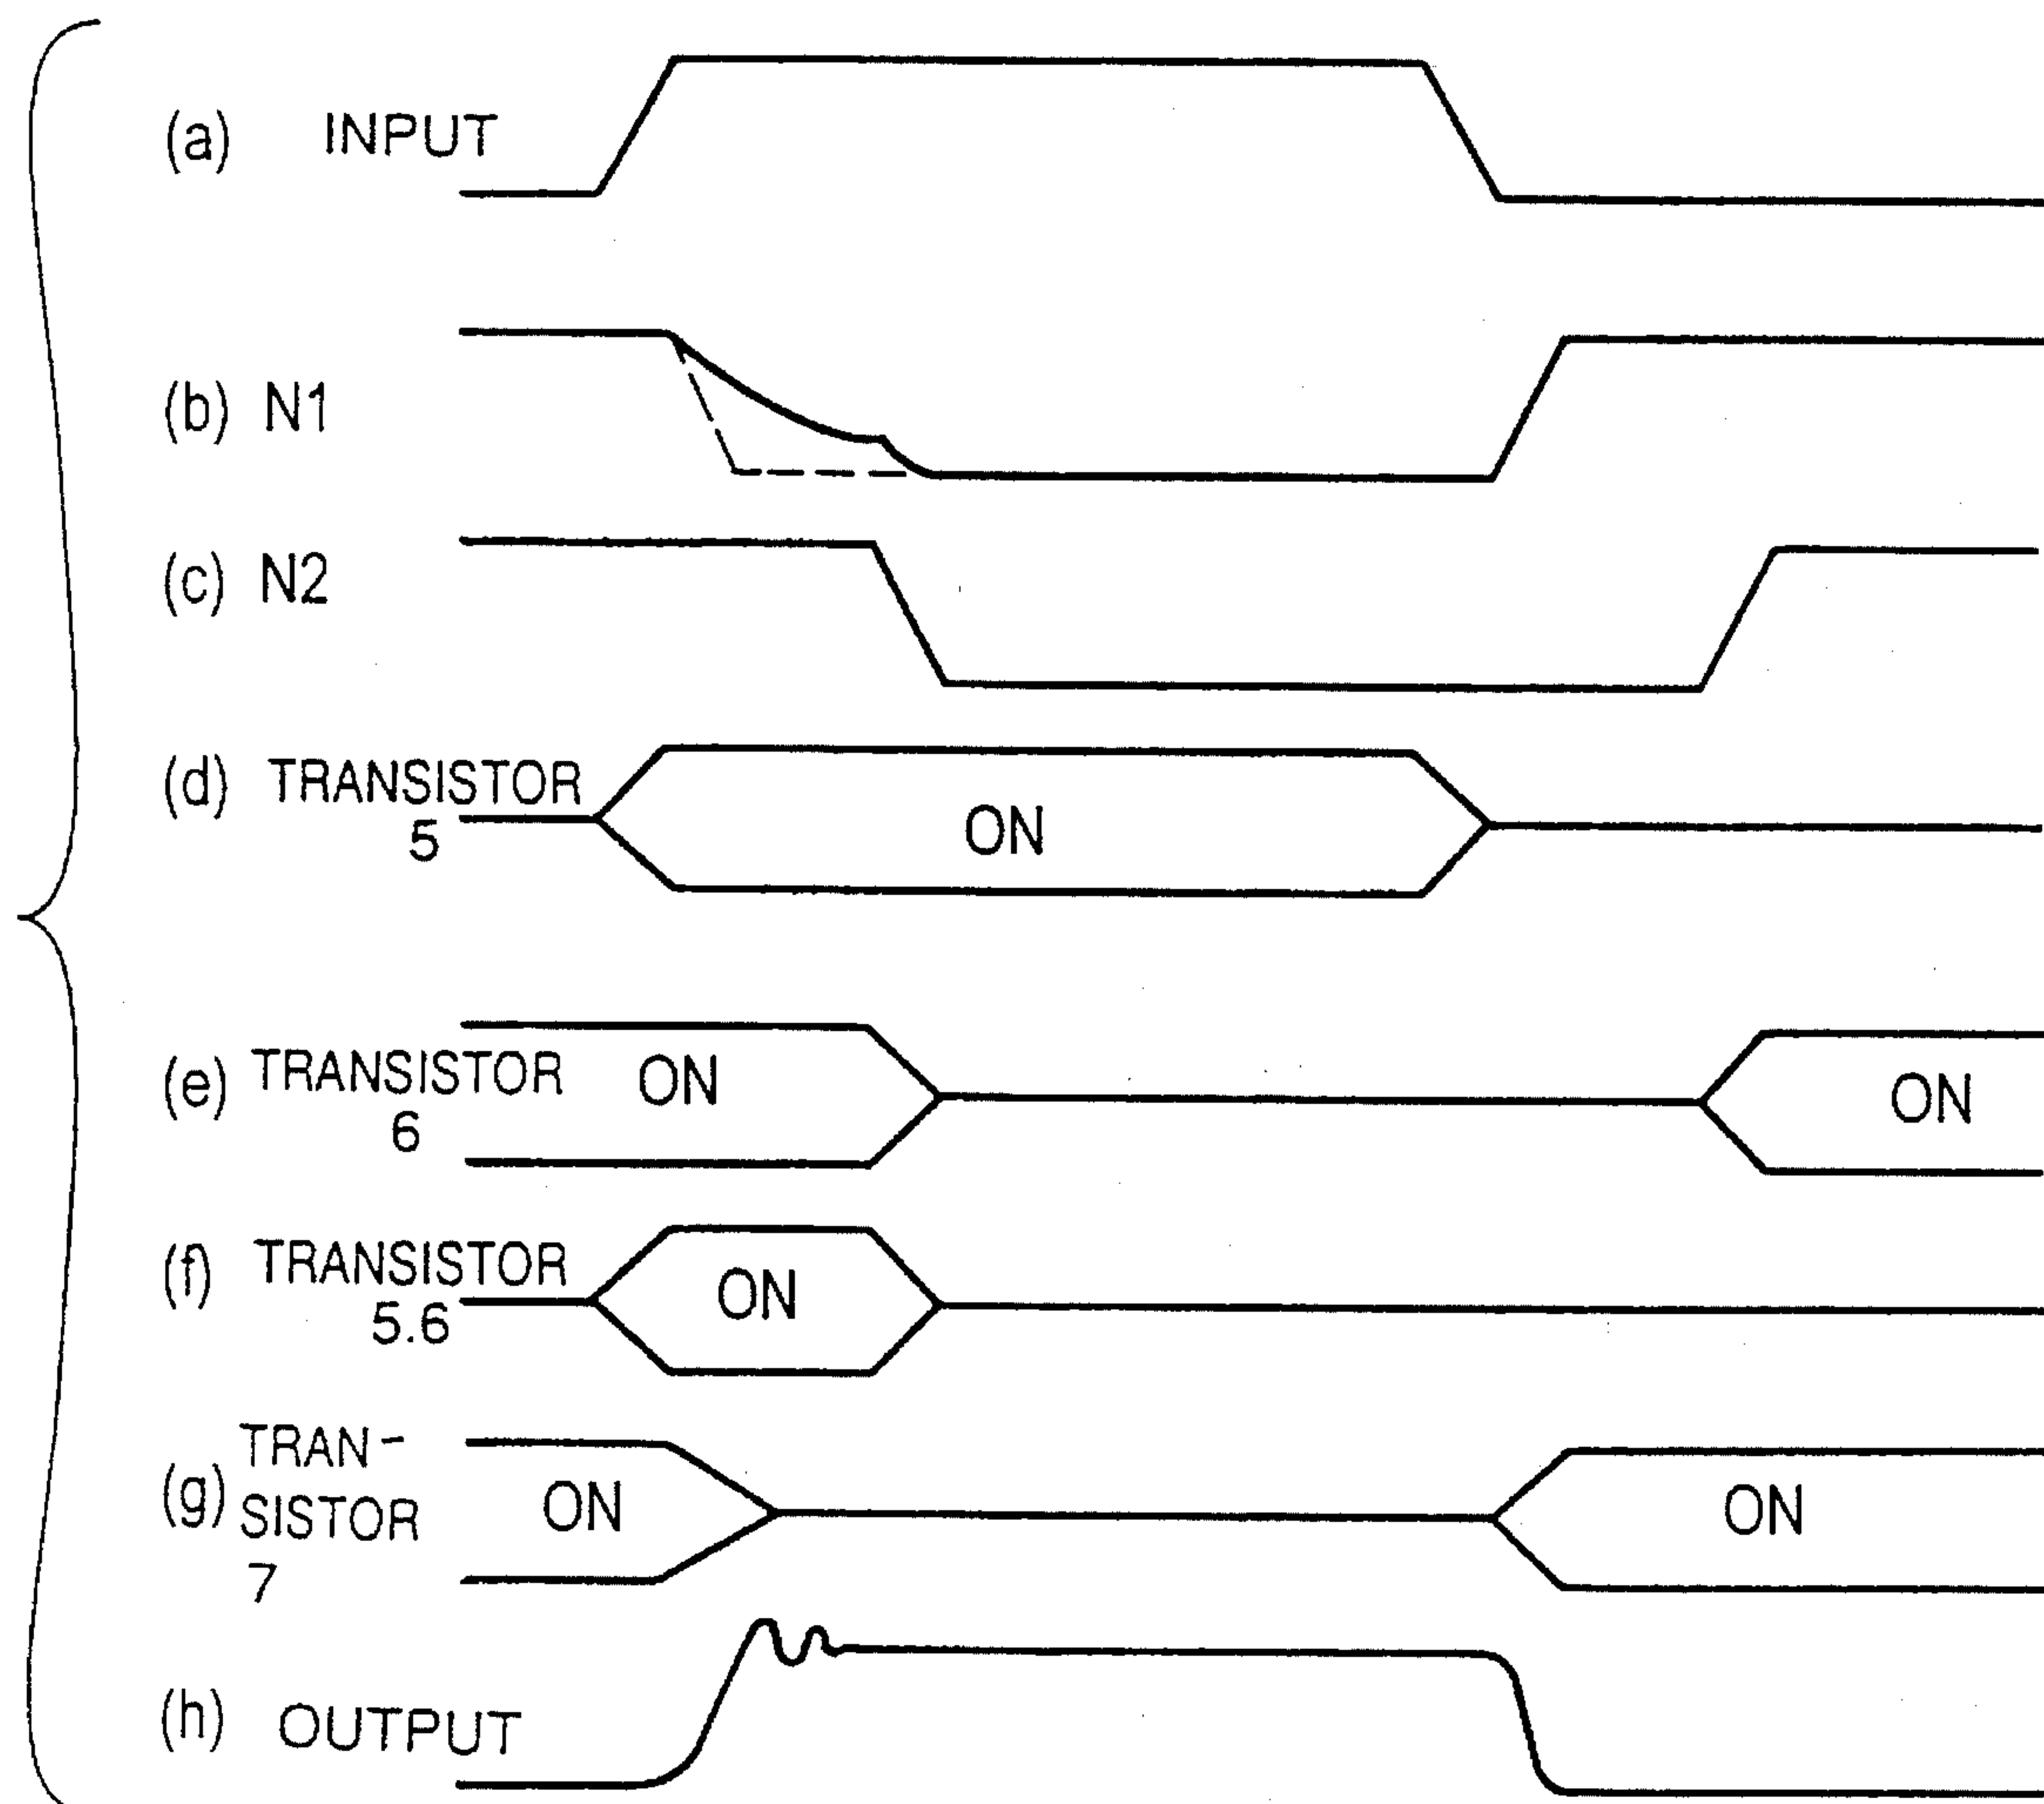 (a) INPUT
(b) N1
(c) N2
(d) TRANSISTOR
5
ON
(e) TRANSISTOR
6
ON
ON
(f) TRANSISTOR
5.6
ON
(g) TRAN-
SISTOR
7
ON
ON
(h) OUTPUT